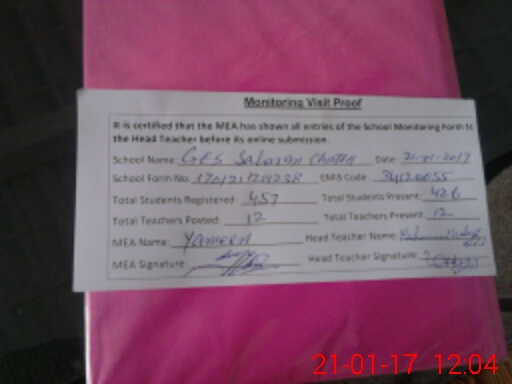 Monitoring Visit Proof
It is certified that the MEA has shown all entries of the School Monitoring Form to
the Head Teacher before its online submission.
School Name: GES Date: 21-01-2017
School Form No: EMIS Code:
Total Students Registered: 457 Total Students Present: 426
Total Teachers Posted: 12 Total Teachers Present: 12
MEA Name: YAMEEN Head Teacher Name:
MEA Signature: Head Teacher Signature:
21-01-17 12:04